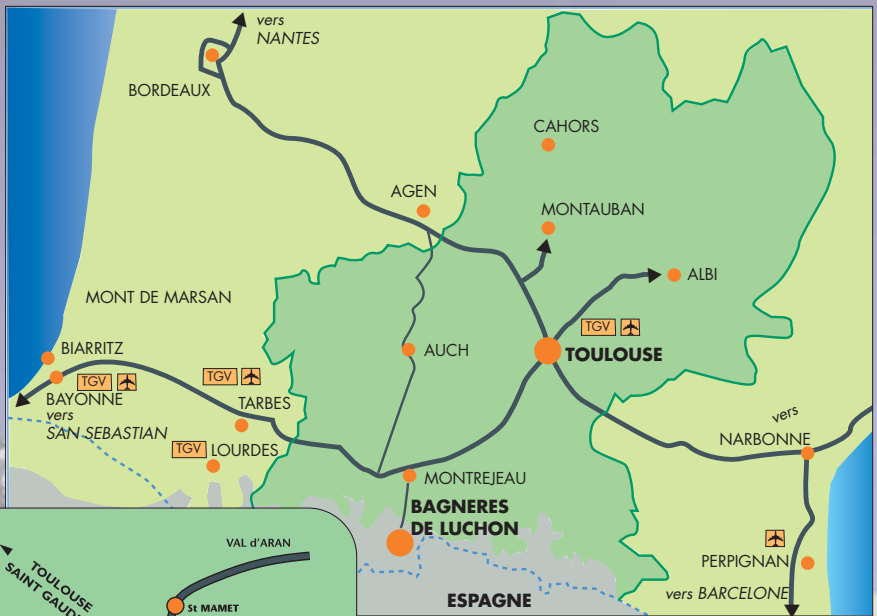 vers
NANTES
BORDEAUX
CAHORS
AGEN
MONTAUBAN
ALBI
MONT DE MARSAN
TGV
BIARRITZ
AUCH
TOULOUSE
TGV
TGV
BAYONNE
TARBES
vers
SAN SEBASTIAN
vers
NARBONNE
TGV
LOURDES
MONTREJEAU
BAGNERES
DE LUCHON
VAL d'ARAN
PERPIGNAN
TOULOUSE
vers BARCELONE
ESPAGNE
St MAMET